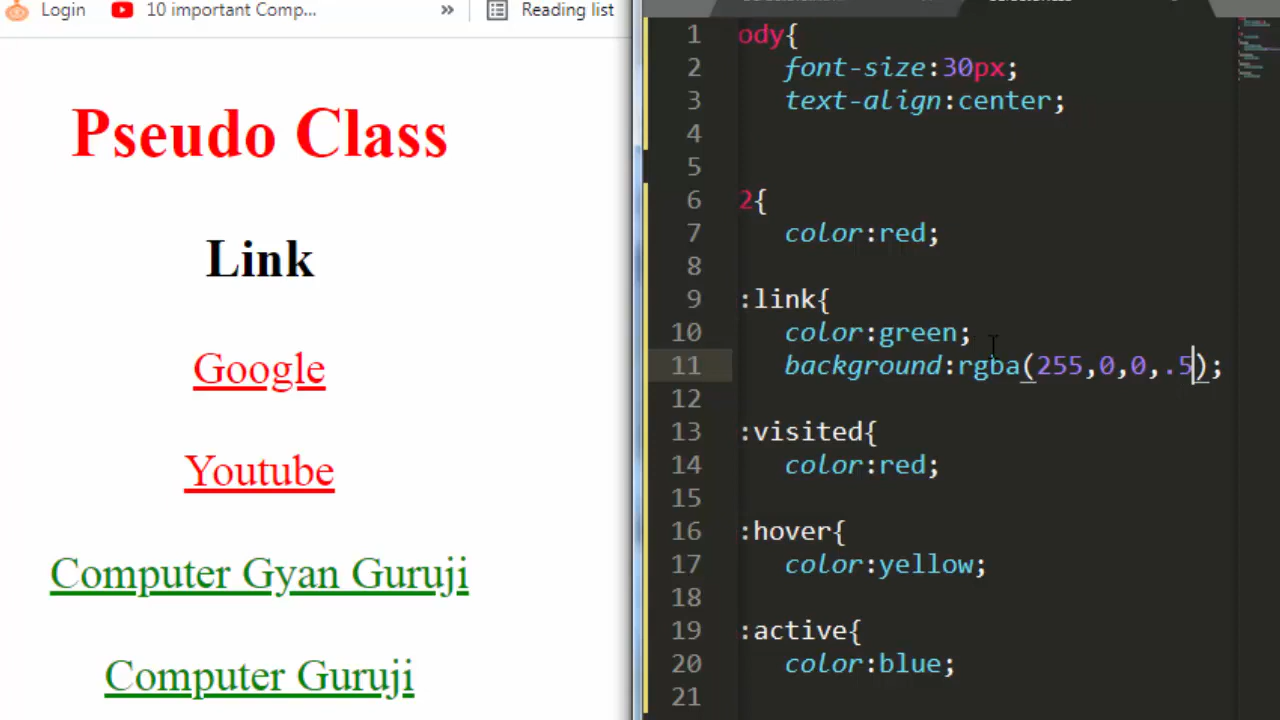 Login
10 important Comp...
»
Reading list
Pseudo Class
Link
Google
Youtube
Computer Gyan Guruji
Computer Guruji
1 ody{
2 font-size:30px;
3 text-align:center;
4
5
6 2{
7 color:red;
8
9 :link{
10 color:green;
11 background:rgba(255,0,0,.5);
12
13 :visited{
14 color:red;
15
16 :hover{
17 color:yellow;
18
19 :active{
20 color:blue;
21